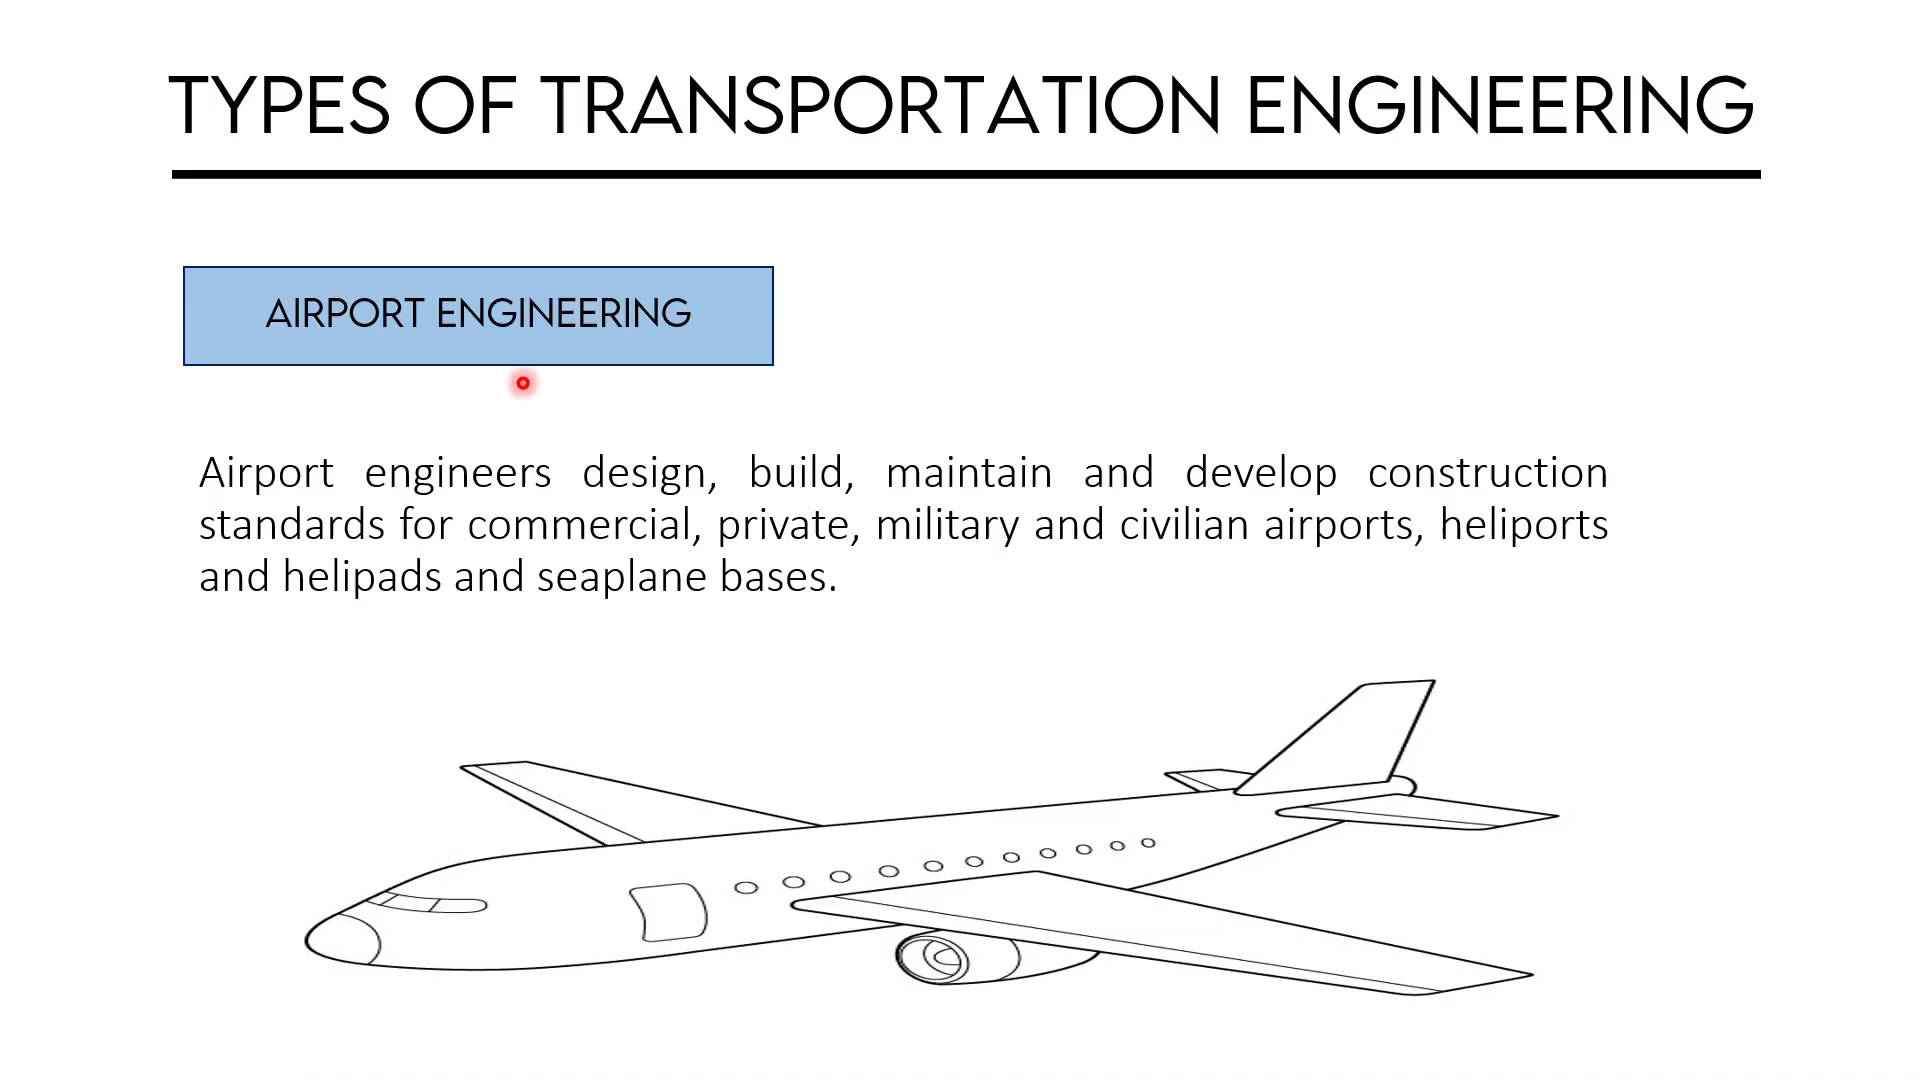 TYPES OF TRANSPORTATION ENGINEERING
AIRPORT ENGINEERING
Airport engineers design, build, maintain and develop construction
standards for commercial, private, military and civilian airports, heliports
and helipads and seaplane bases.